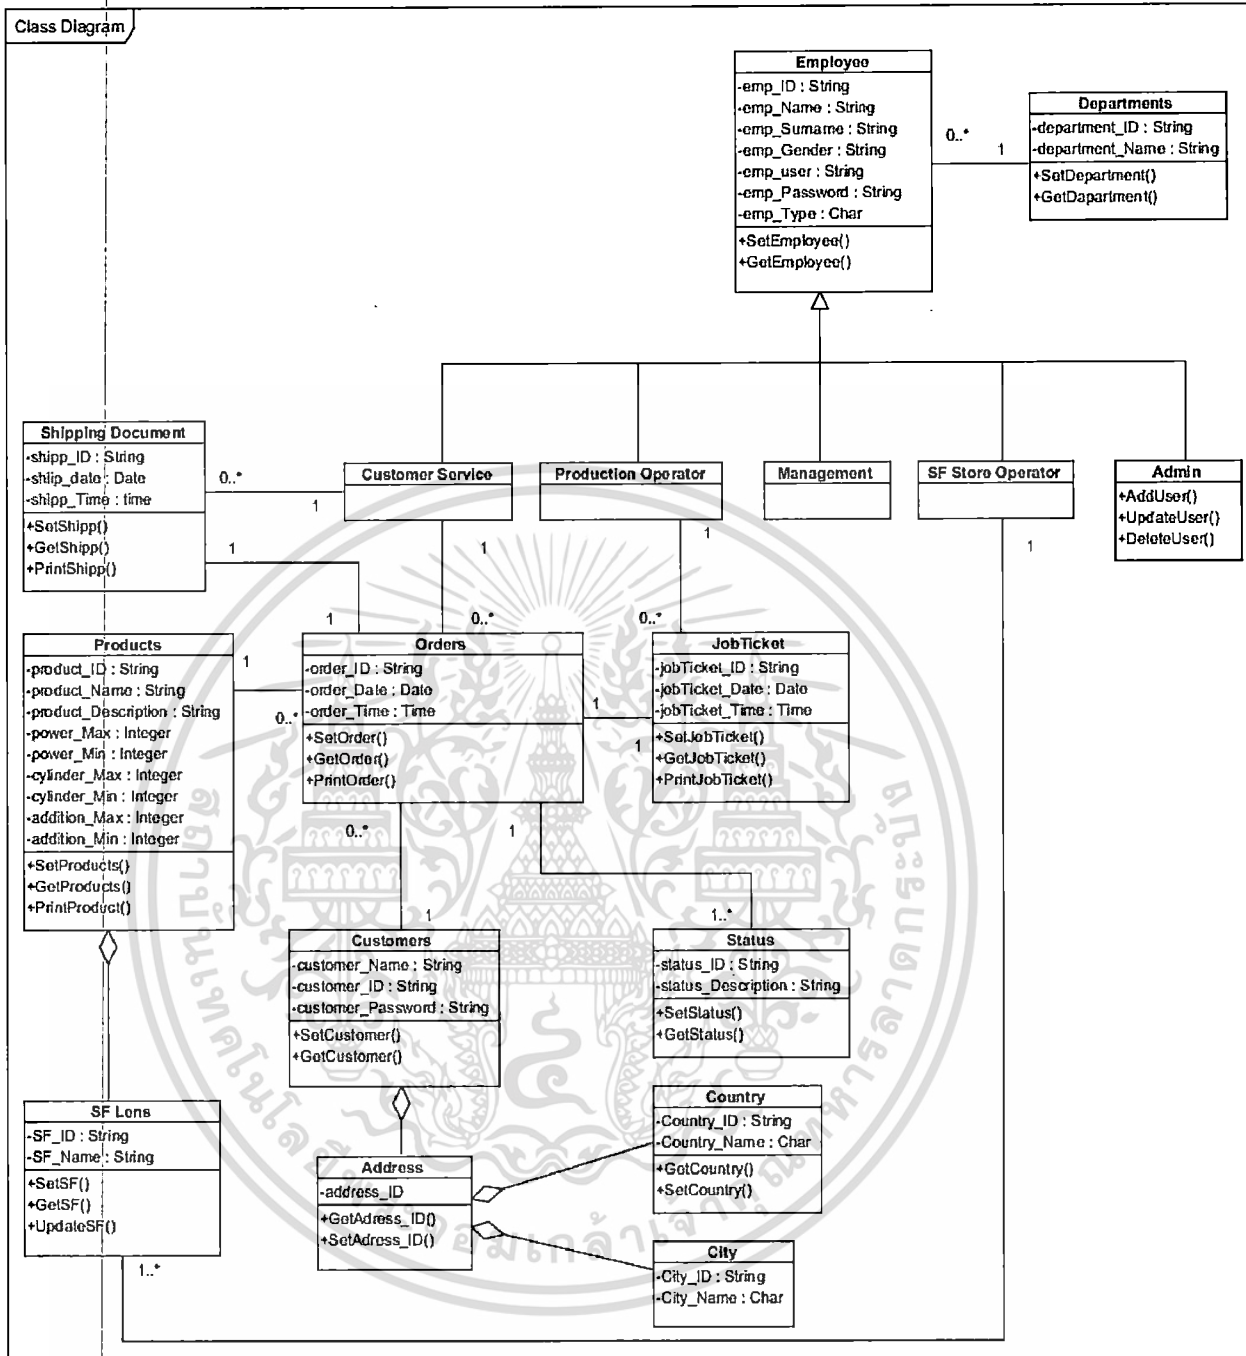 Class Diagram
Employee
-emp_ID : String
-emp_Name : String
-emp_Surname : String
-emp_Gender : String
-emp_user : String
-emp_Password : String
-emp_Type : Char
+SetEmployee()
+GetEmployee()
0..*
1
Departments
-department_ID : String
-department_Name : String
+SetDepartment()
+GetDapartment()
Shipping Document
-shipp_ID : String
-shiip_date : Date
-shipp_Time : time
+SetShipp()
+GetShipp()
+PrintShipp()
0..*
1
1
1
Customer Service
Production Operator
Management
SF Store Operator
Admin
+AddUser()
+UpdateUser()
+DeleteUser()
1
0..*
1
0..*
1
Products
-product_ID : String
-product_Name : String
-product_Description : String
-power_Max : Integer
-power_Min : Integer
-cylinder_Max : Integer
-cylinder_Min : Integer
-addition_Max : Integer
-addition_Min : Integer
+SetProducts()
+GetProducts()
+PrintProduct()
1
0..*
Orders
-order_ID : String
-order_Date : Date
-order_Time : Time
+SetOrder()
+GetOrder()
+PrintOrder()
1
1
JobTicket
-jobTicket_ID : String
-jobTicket_Date : Date
-jobTicket_Time : Time
+SetJobTicket()
+GetJobTicket()
+PrintJobTicket()
0..*
1
1
1..*
Customers
-customer_Name : String
-customer_ID : String
-customer_Password : String
+SetCustomer()
+GetCustomer()
Status
-status_ID : String
-status_Description : String
+SetStatus()
+GetStatus()
SF Lens
-SF_ID : String
-SF_Name : String
+SetSF()
+GetSF()
+UpdateSF()
1..*
Address
-address_ID
+GetAdress_ID()
+SetAdress_ID()
Country
-Country_ID : String
-Country_Name : Char
+GetCountry()
+SetCountry()
City
-City_ID : String
-City_Name : Char